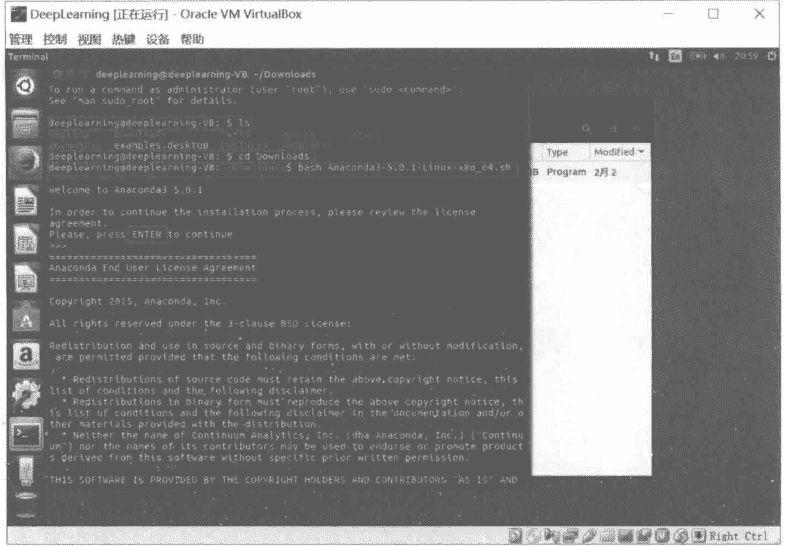 DeepLearning [正在运行] - Oracle VM VirtualBox
管理 控制 视图 热键 设备 帮助
Terminal
En
20:59
deeplearning@deeplearning-VB: ~/Downloads
To run a command as administrator (user "root"), use "sudo <command>".
See "man sudo_root" for details.
deeplearning@deeplearning-VB: $ ls
examples.desktop
deeplearning@deeplearning-VB: $ cd Downloads
deeplearning@deeplearning-VB: $ bash Anaconda3-5.0.1-Linux-x86_64.sh
Type Modified
IB Program 2月 2
Welcome to Anaconda3 5.0.1
In order to continue the installation process, please review the license
agreement.
Please, press ENTER to continue
>>>
===================================
Anaconda End User License Agreement
===================================
Copyright 2015, Anaconda, Inc.
All rights reserved under the 3-clause BSD License:
Redistribution and use in source and binary forms, with or without modification,
are permitted provided that the following conditions are met:
* Redistributions of source code must retain the above copyright notice, this
list of conditions and the following disclaimer.
* Redistributions in binary form must reproduce the above copyright notice, th
is list of conditions and the following disclaimer in the documentation and/or o
ther materials provided with the distribution.
* Neither the name of Continuum Analytics, Inc. (dba Anaconda, Inc.) ("Continu
um") nor the names of its contributors may be used to endorse or promote product
s derived from this software without specific prior written permission.
THIS SOFTWARE IS PROVIDED BY THE COPYRIGHT HOLDERS AND CONTRIBUTORS "AS IS" AND
Right Ctrl